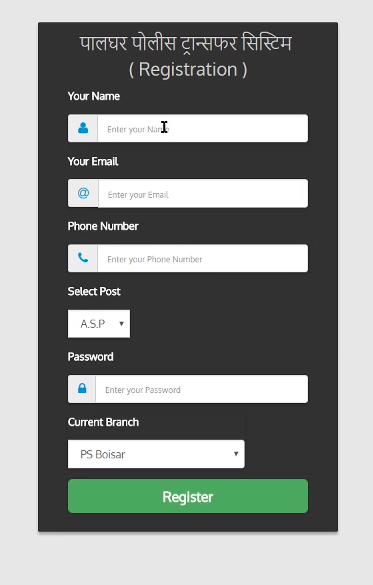 पालघर पोलीस ट्रान्सफर सिस्टिम
( Registration )
Your Name
Enter your Name
Your Email
@ Enter your Email
Phone Number
Enter your Phone Number
Select Post
A.S.P
Password
Enter your Password
Current Branch
PS Boisar
Register